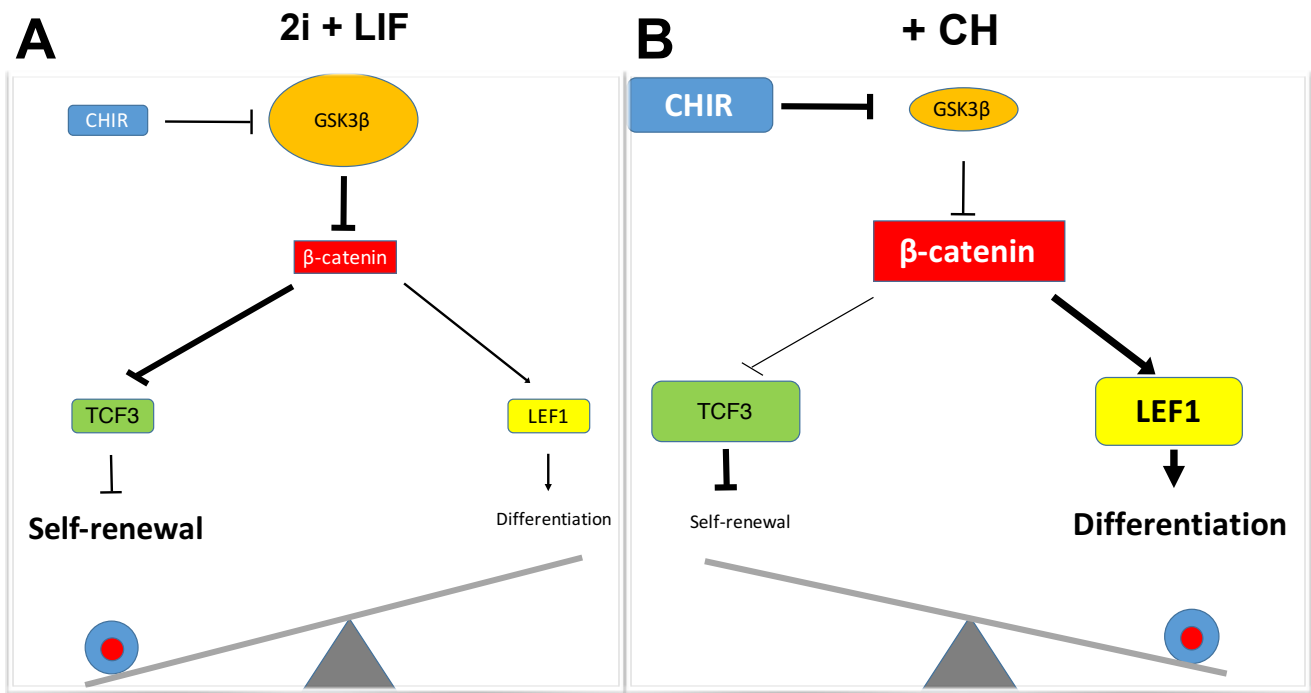 A
2i + LIF
CHIR
GSK3β
β-catenin
TCF3
LEF1
Self-renewal
Differentiation
B
+ CH
CHIR
GSK3β
β-catenin
TCF3
LEF1
Self-renewal
Differentiation